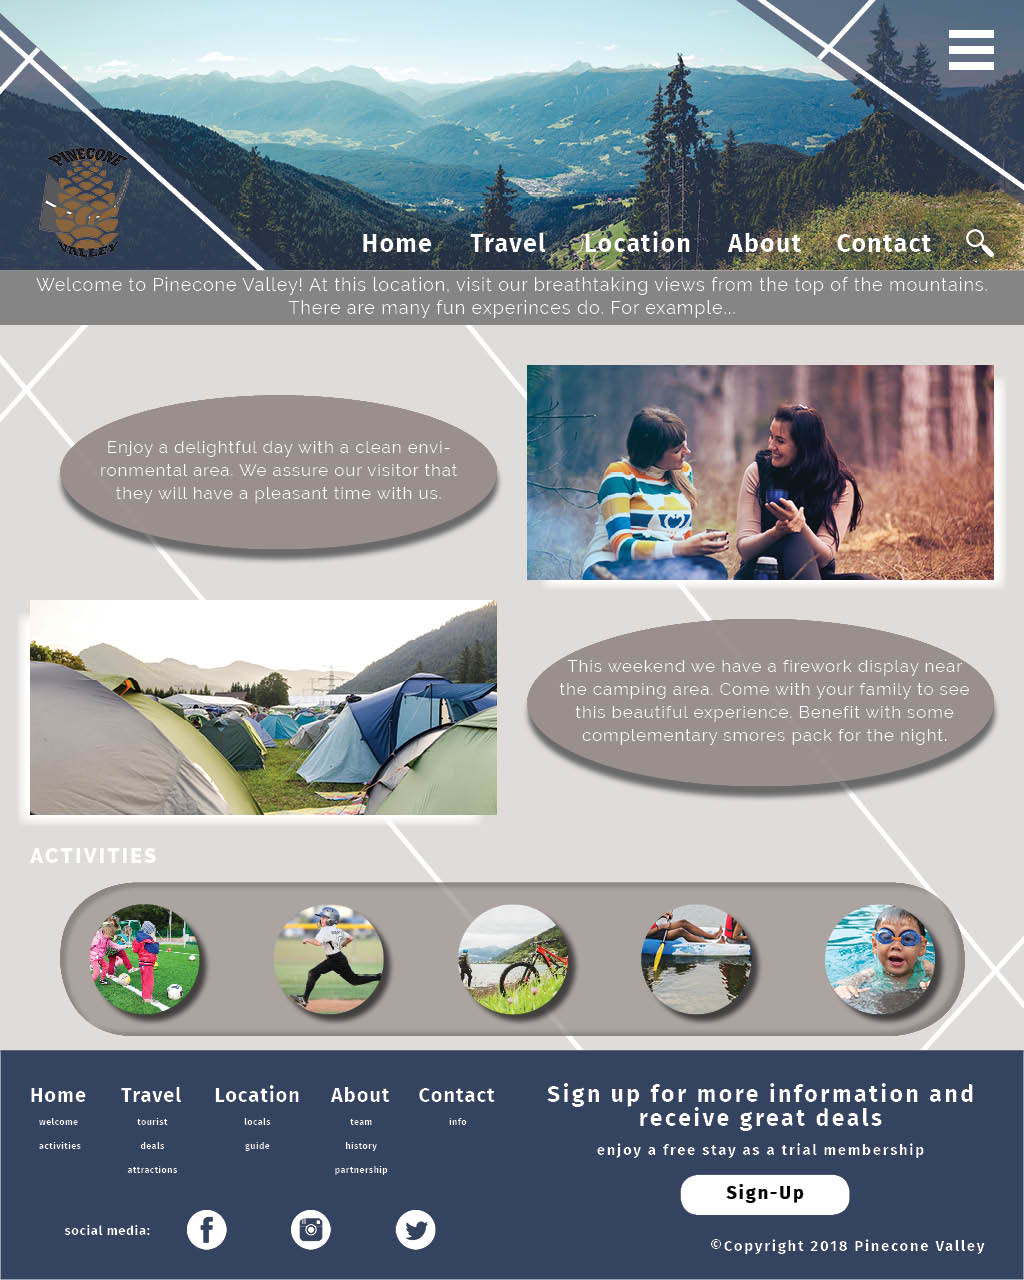 PINECONE
VALLEY
Home Travel Location About Contact
Welcome to Pinecone Valley! At this location, visit our breathtaking views from the top of the mountains.
There are many fun experinces do. For example...
Enjoy a delightful day with a clean envi-
ronmental area. We assure our visitor that
they will have a pleasant time with us.
This weekend we have a firework display near
the camping area. Come with your family to see
this beautiful experience. Benefit with some
complementary smores pack for the night.
ACTIVITIES
Home Travel Location About Contact
welcome tourist locals team info
activities deals guide history
attractions partnership
social media:
Sign up for more information and
receive great deals
enjoy a free stay as a trial membership
Sign-Up
©Copyright 2018 Pinecone Valley